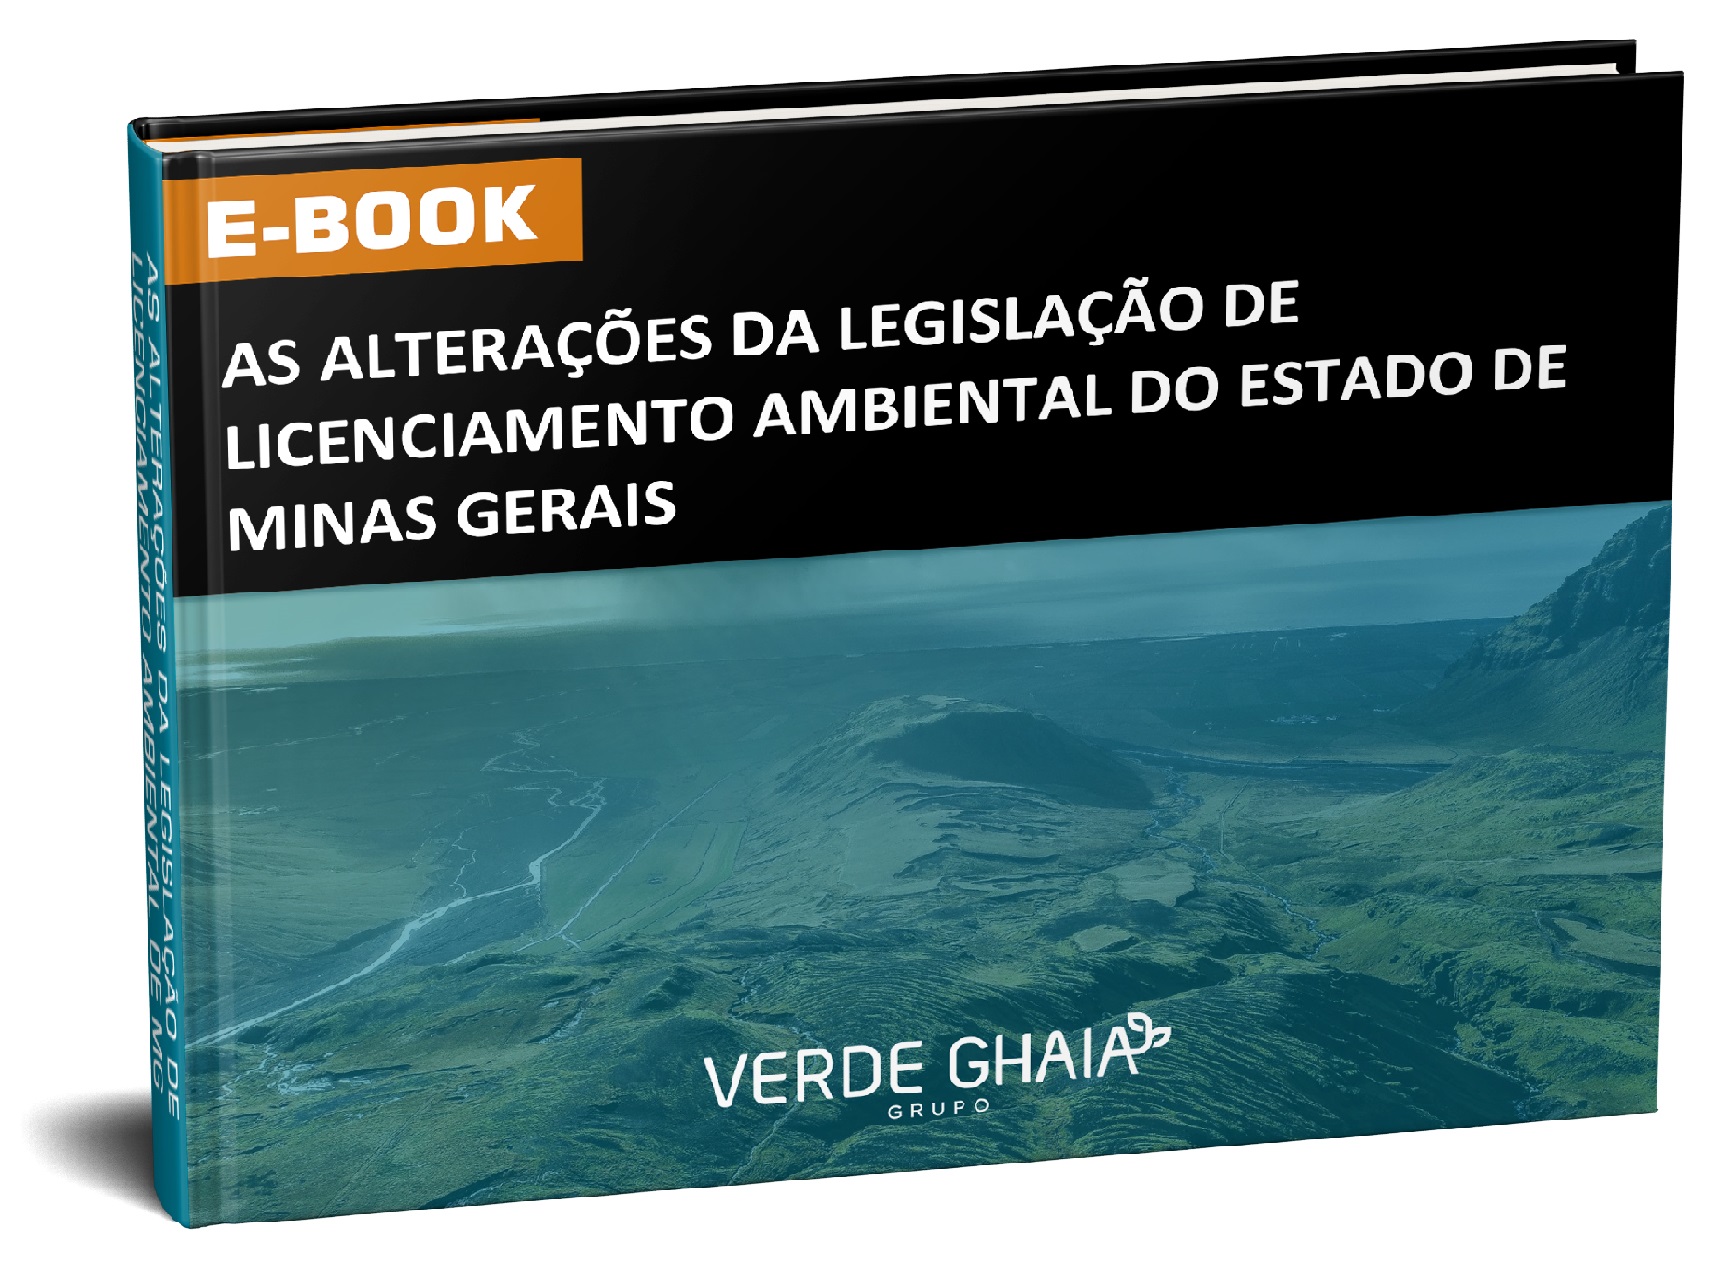 E-BOOK
AS ALTERAÇÕES DA LEGISLAÇÃO DE
LICENCIAMENTO AMBIENTAL DO ESTADO DE
MINAS GERAIS
VERDE GHAIA
GRUPO
AS ALTERAÇÕES DA LEGISLAÇÃO DE
LICENCIAMENTO AMBIENTAL DE MG